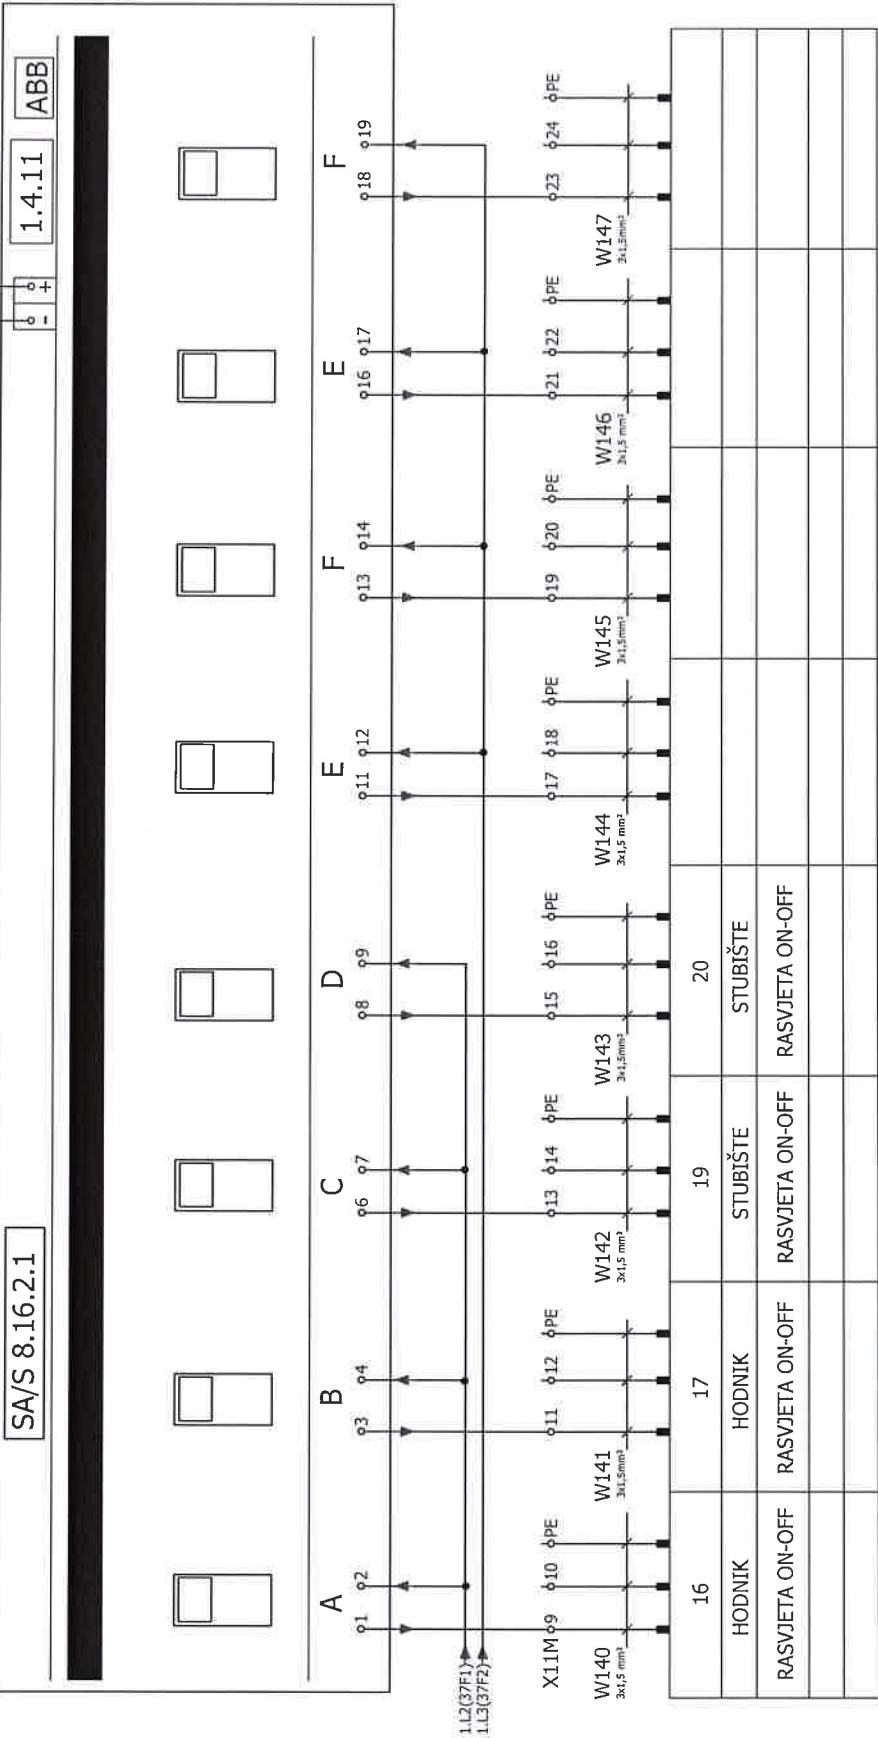 SA/S 8.16.2.1
- +
1.4.11
ABB
A B C D E F E F
1 2 3 4 6 7 8 9 11 12 13 14 16 17 18 19
1.L2(37F1)
1.L3(37F2)
X11M 9 10 PE 11 12 PE 13 14 PE 15 16 PE 17 18 PE 19 20 PE 21 22 PE 23 24 PE
W140 W141 W142 W143 W144 W145 W146 W147
3x1,5 mm² 3x1,5mm² 3x1,5 mm² 3x1,5mm² 3x1,5 mm² 3x1,5mm² 3x1,5 mm² 3x1,5mm²
16 17 19 20
HODNIK HODNIK STUBIŠTE STUBIŠTE
RASVJETA ON-OFF RASVJETA ON-OFF RASVJETA ON-OFF RASVJETA ON-OFF